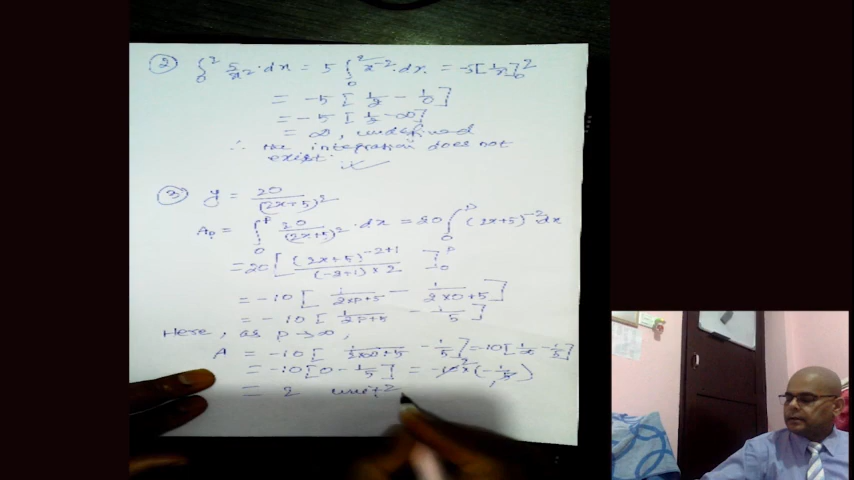 ② ∫₀² 5/x² · dx = 5 ∫₀² x⁻² · dx. = -5[1/x]₀²
= -5 [1/2 - 1/0]
= -5 [1/2 - ∞]
= ∞, undefined
∴ the integration does not
exist.
③ y = 20/(2x+5)²
Aₚ = ∫₀ᴾ 20/(2x+5)² · dx = 20 ∫₀ᴾ (2x+5)⁻² dx
= 20 [(2x+5)⁻²⁺¹/((-2+1)×2)]₀ᴾ
= -10 [1/(2×P+5) - 1/(2×0+5)]
= -10 [1/(2P+5) - 1/5]
Here, as P→∞,
A = -10 [1/(2×∞+5) - 1/5] = -10 [1/∞ - 1/5]
= -10 [0 - 1/5] = -10 × (-1/5)
= 2 unit²